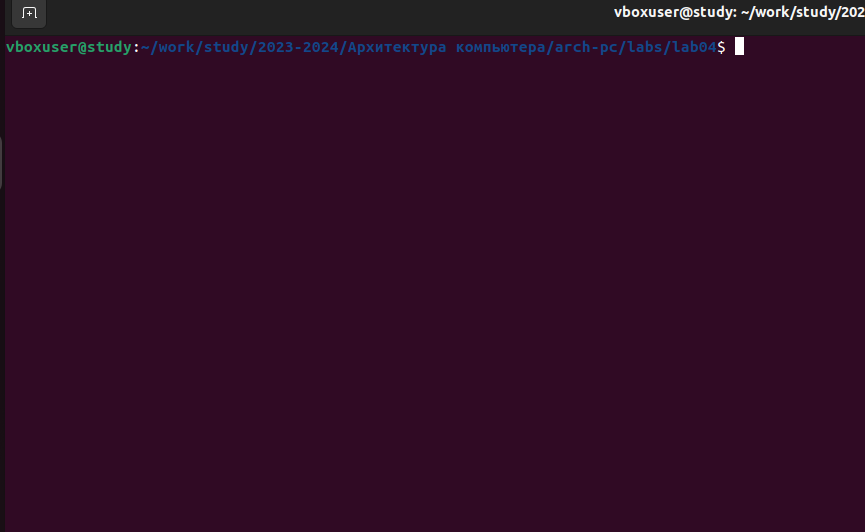 vboxuser@study: ~/work/study/202
vboxuser@study:~/work/study/2023-2024/Архитектура компьютера/arch-pc/labs/lab04$